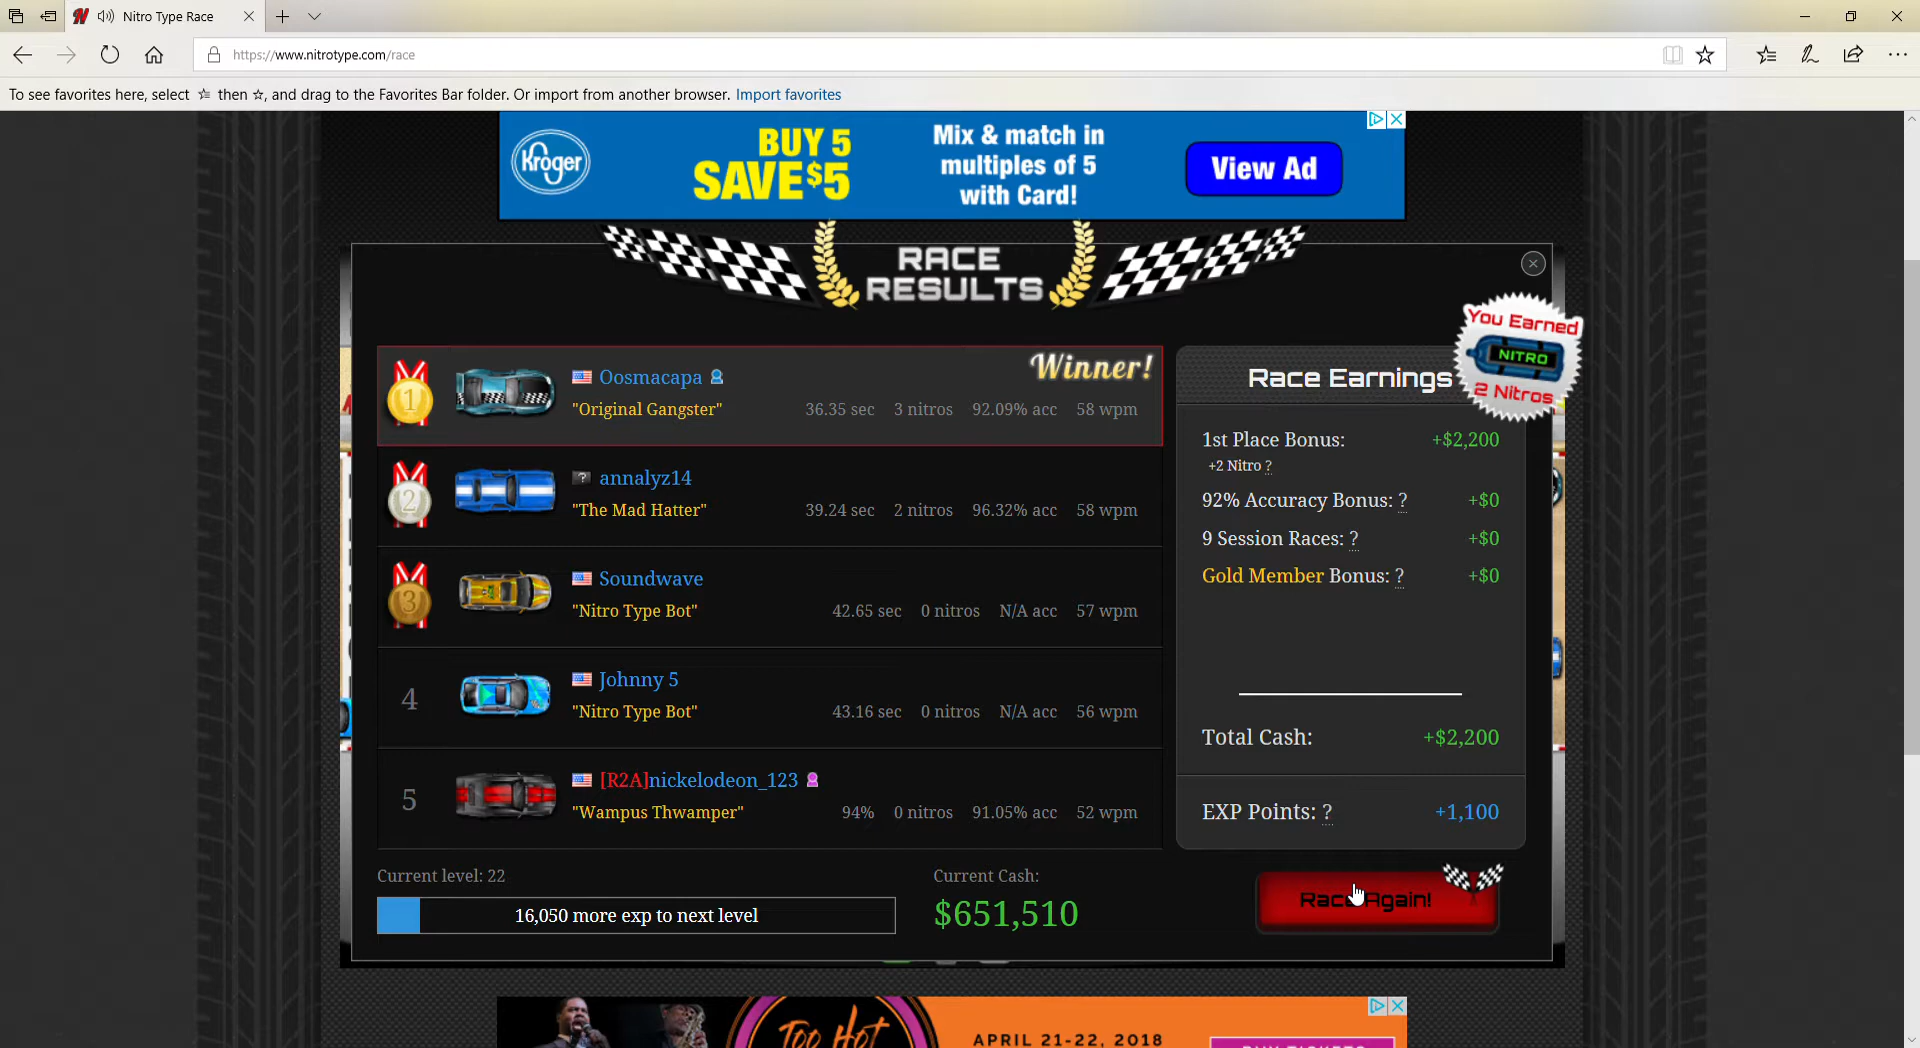 Nitro Type Race
https://www.nitrotype.com/race
To see favorites here, select then , and drag to the Favorites Bar folder. Or import from another browser. Import favorites
Kroger
BUY 5
SAVE $5
Mix & match in
multiples of 5
with Card!
View Ad
RACE
RESULTS
You Earned
NITRO
2 Nitros
Winner!
1
Oosmacapa
"Original Gangster"
36.35 sec 3 nitros 92.09% acc 58 wpm
2
? annalyz14
"The Mad Hatter"
39.24 sec 2 nitros 96.32% acc 58 wpm
3
Soundwave
"Nitro Type Bot"
42.65 sec 0 nitros N/A acc 57 wpm
4
Johnny 5
"Nitro Type Bot"
43.16 sec 0 nitros N/A acc 56 wpm
5
[R2A]nickelodeon_123
"Wampus Thwamper"
94% 0 nitros 91.05% acc 52 wpm
Race Earnings
1st Place Bonus: +$2,200
+2 Nitro ?
92% Accuracy Bonus: ? +$0
9 Session Races: ? +$0
Gold Member Bonus: ? +$0
Total Cash: +$2,200
EXP Points: ? +1,100
Current level: 22
16,050 more exp to next level
Current Cash:
$651,510
Race Again!
Too Hot
APRIL 21-22, 2018